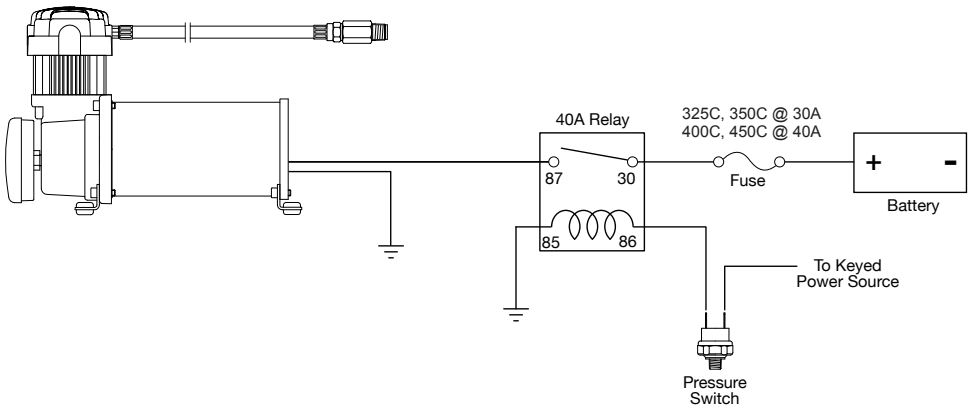 325C, 350C @ 30A
400C, 450C @ 40A
40A Relay
87
30
Fuse
+
-
Battery
85
86
To Keyed
Power Source
Pressure
Switch